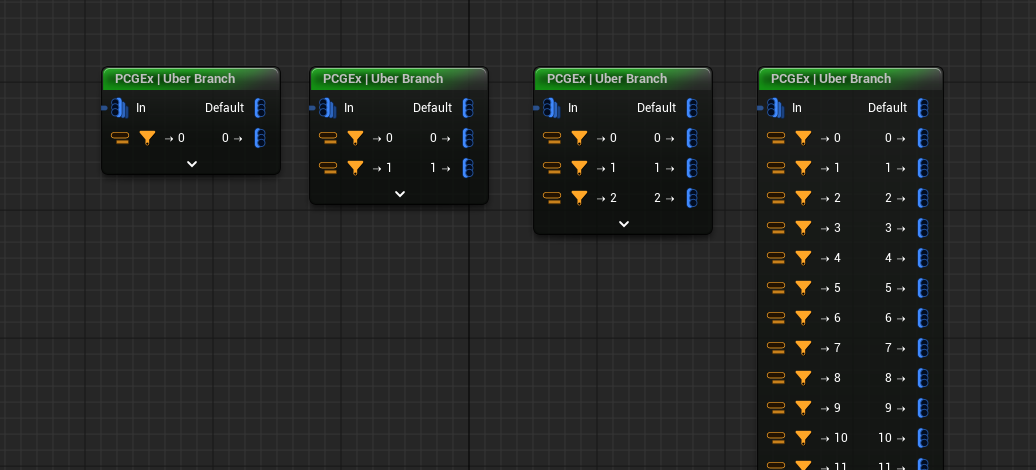 PCGEx | Uber Branch
In Default
→ 0 0 →
PCGEx | Uber Branch
In Default
→ 0 0 →
→ 1 1 →
PCGEx | Uber Branch
In Default
→ 0 0 →
→ 1 1 →
→ 2 2 →
PCGEx | Uber Branch
In Default
→ 0 0 →
→ 1 1 →
→ 2 2 →
→ 3 3 →
→ 4 4 →
→ 5 5 →
→ 6 6 →
→ 7 7 →
→ 8 8 →
→ 9 9 →
→ 10 10 →
→ 11 11 →